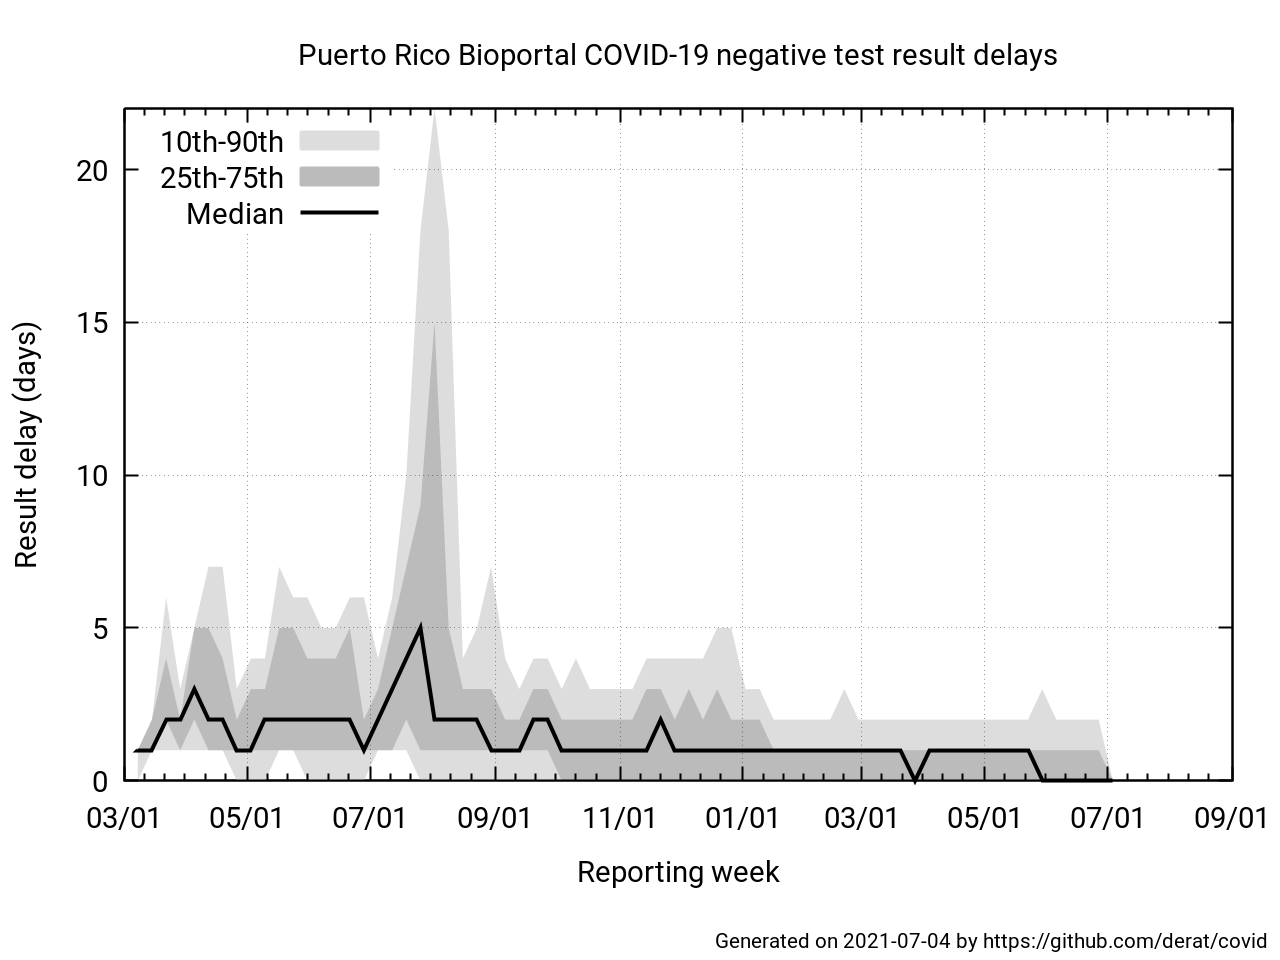 Puerto Rico Bioportal COVID-19 negative test result delays
10th-90th
25th-75th
Median
Result delay (days)
20
15
10
5
0
03/01 05/01 07/01 09/01 11/01 01/01 03/01 05/01 07/01 09/01
Reporting week
Generated on 2021-07-04 by https://github.com/derat/covid